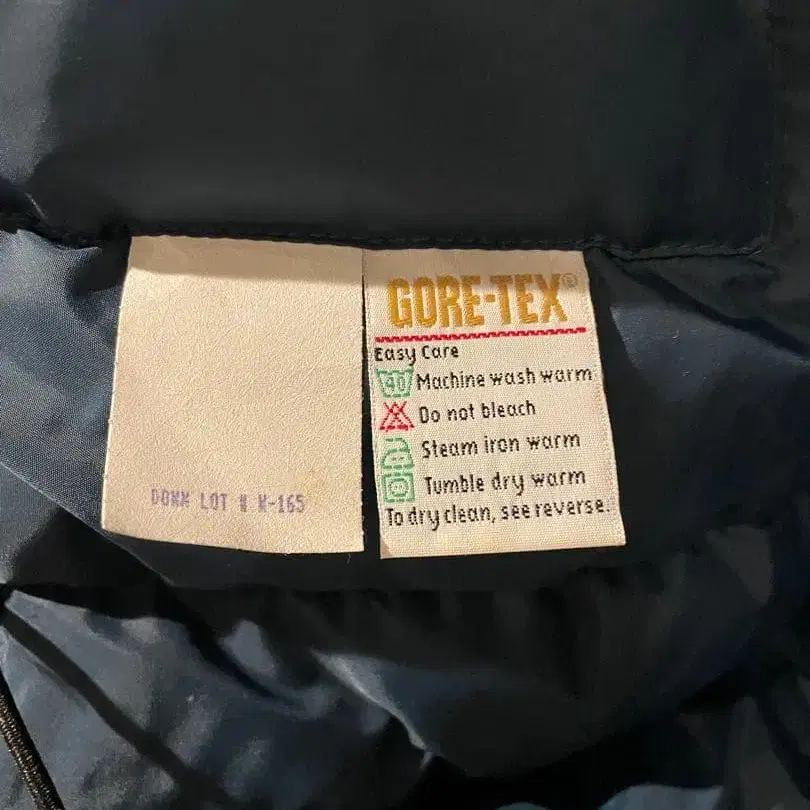 GORE-TEX®
Easy Care
40 Machine wash warm
Do not bleach
Steam iron warm
Tumble dry warm
To dry clean, see reverse.
DOWN LOT # K-165